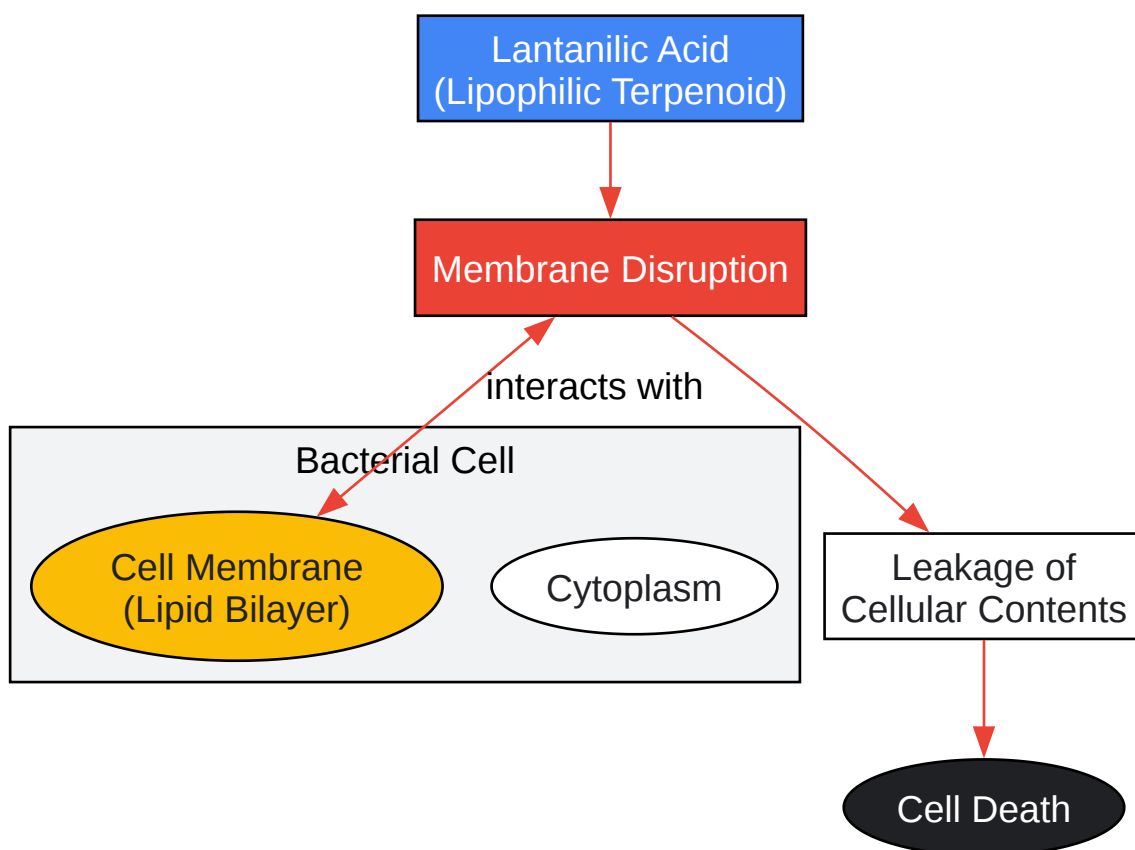 Lantanilic Acid
(Lipophilic Terpenoid)
Membrane Disruption
interacts with
Bacterial Cell
Cell Membrane
(Lipid Bilayer)
Cytoplasm
Leakage of
Cellular Contents
Cell Death